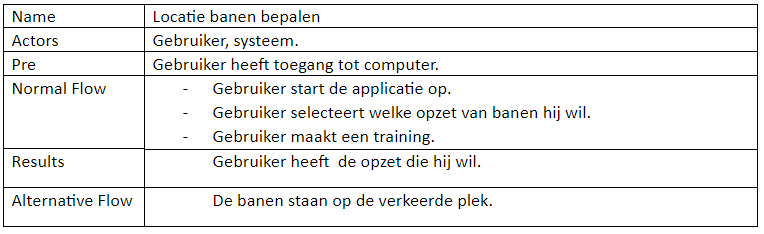 Name Locatie banen bepalen
Actors Gebruiker, systeem.
Pre Gebruiker heeft toegang tot computer.
Normal Flow - Gebruiker start de applicatie op.
- Gebruiker selecteert welke opzet van banen hij wil.
- Gebruiker maakt een training.
Results Gebruiker heeft de opzet die hij wil.
Alternative Flow De banen staan op de verkeerde plek.